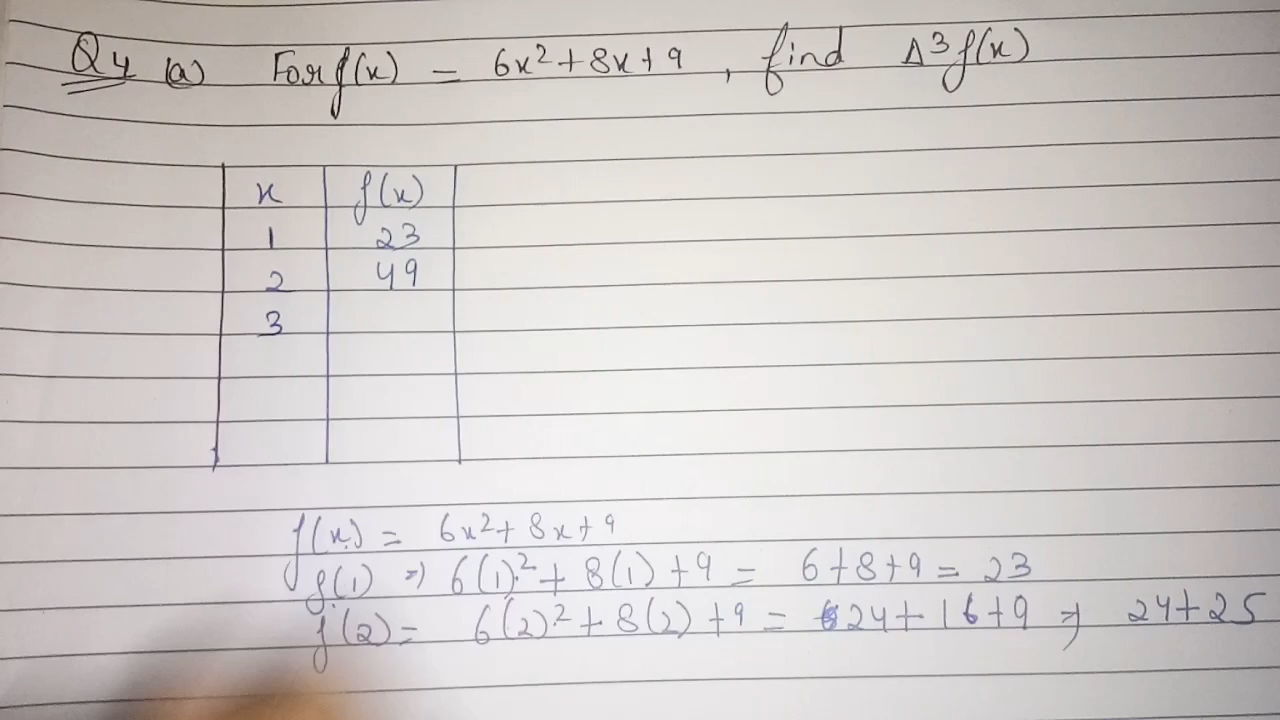 Q4 (a) For f(x) = 6x²+8x+9, find Δ³f(x)
x f(x)
1 23
2 49
3
f(x) = 6x²+8x+9
f(1) ⇒ 6(1)²+8(1)+9 = 6+8+9 = 23
f(2) = 6(2)²+8(2)+9 = 24+16+9 ⇒ 24+25